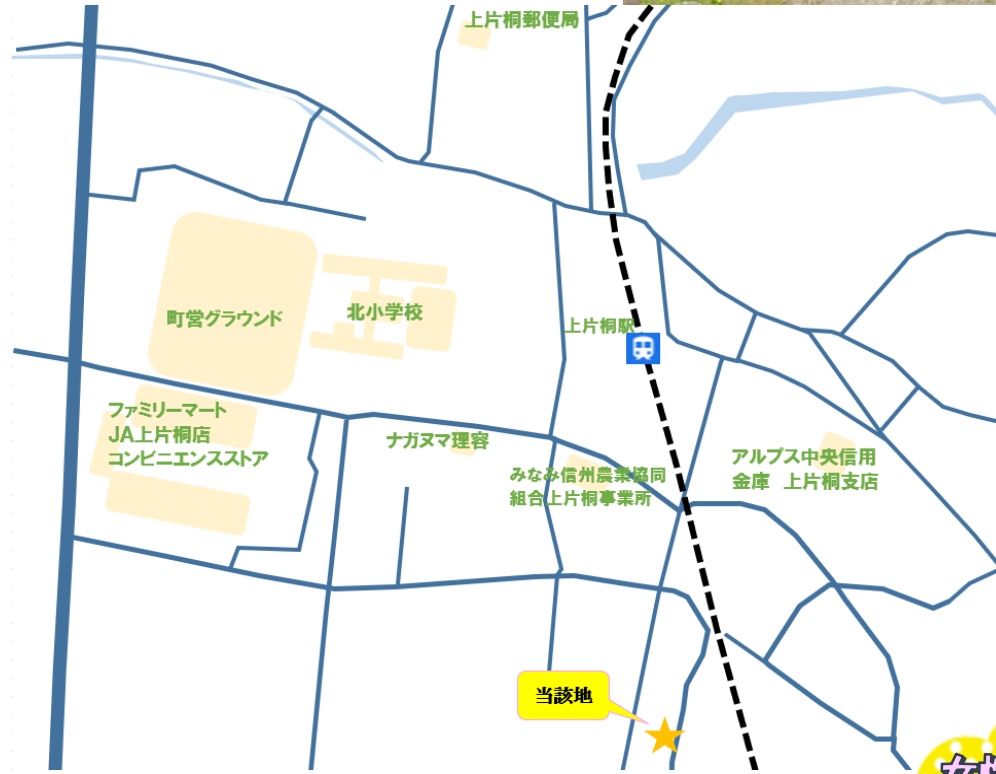 上片桐郵便局
町営グラウンド
北小学校
上片桐駅
ファミリーマート
JA上片桐店
コンビニエンスストア
ナガヌマ理容
みなみ信州農業協同
組合上片桐事業所
アルプス中央信用
金庫 上片桐支店
当該地